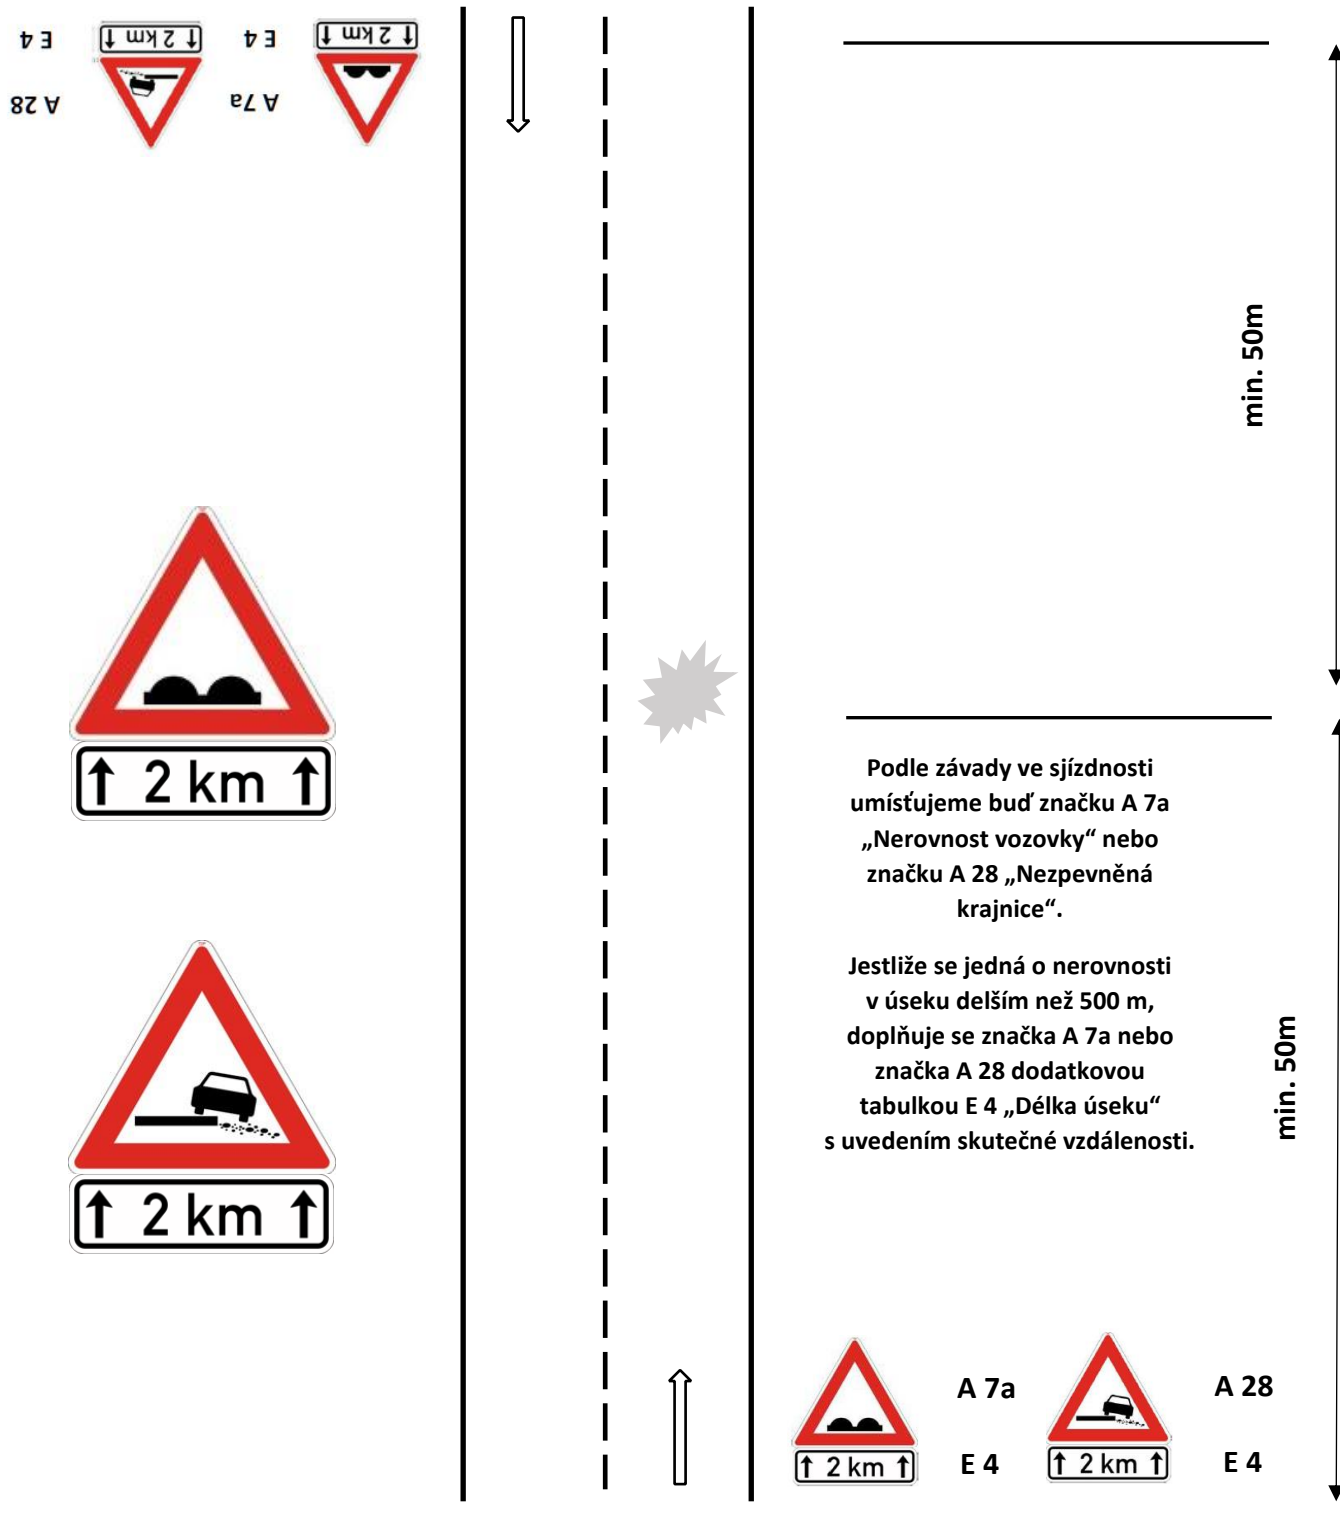 E 4
↑ 2 km ↑
E 4
↑ 2 km ↑
A 28
A 7a
min. 50m
↑ 2 km ↑
Podle závady ve sjízdnosti
umísťujeme buď značku A 7a
„Nerovnost vozovky“ nebo
značku A 28 „Nezpevněná
krajnice“.
Jestliže se jedná o nerovnosti
v úseku delším než 500 m,
doplňuje se značka A 7a nebo
značka A 28 dodatkovou
tabulkou E 4 „Délka úseku“
s uvedením skutečné vzdálenosti.
min. 50m
↑ 2 km ↑
A 7a
A 28
↑ 2 km ↑
E 4
↑ 2 km ↑
E 4